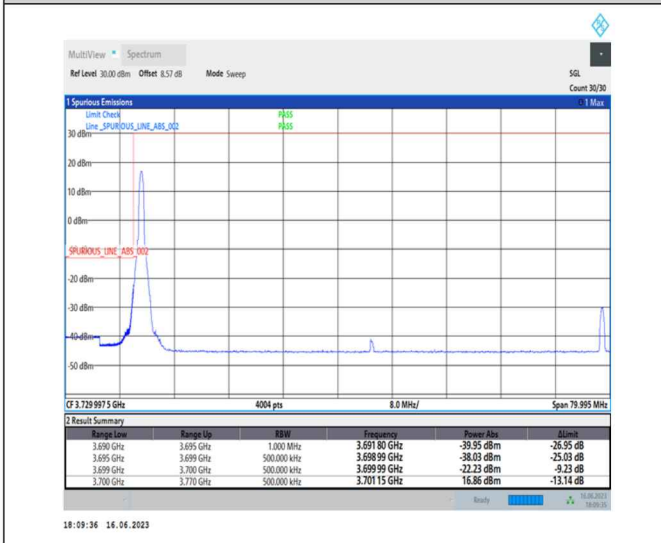 MultiView Spectrum
Ref Level 30.00 dBm Offset 8.57 dB Mode Sweep SGL
Count 30/30
1 Spurious Emissions 1 Max
Limit Check PASS
Line _SPURIOUS_LINE_ABS_002 PASS
30 dBm
20 dBm
10 dBm
0 dBm
_SPURIOUS_LINE_ABS_002
-20 dBm
-30 dBm
-40 dBm
-50 dBm
CF 3.729 997 5 GHz 4004 pts 8.0 MHz/ Span 79.995 MHz
2 Result Summary
Range Low Range Up RBW Frequency Power Abs ΔLimit
3.690 GHz 3.695 GHz 1.000 MHz 3.691 80 GHz -39.95 dBm -26.95 dB
3.695 GHz 3.699 GHz 500.000 kHz 3.698 99 GHz -38.03 dBm -25.03 dB
3.699 GHz 3.700 GHz 500.000 kHz 3.699 99 GHz -22.23 dBm -9.23 dB
3.700 GHz 3.770 GHz 500.000 kHz 3.701 15 GHz 16.86 dBm -13.14 dB
Ready 16.06.2023
18:09:35
18:09:36 16.06.2023